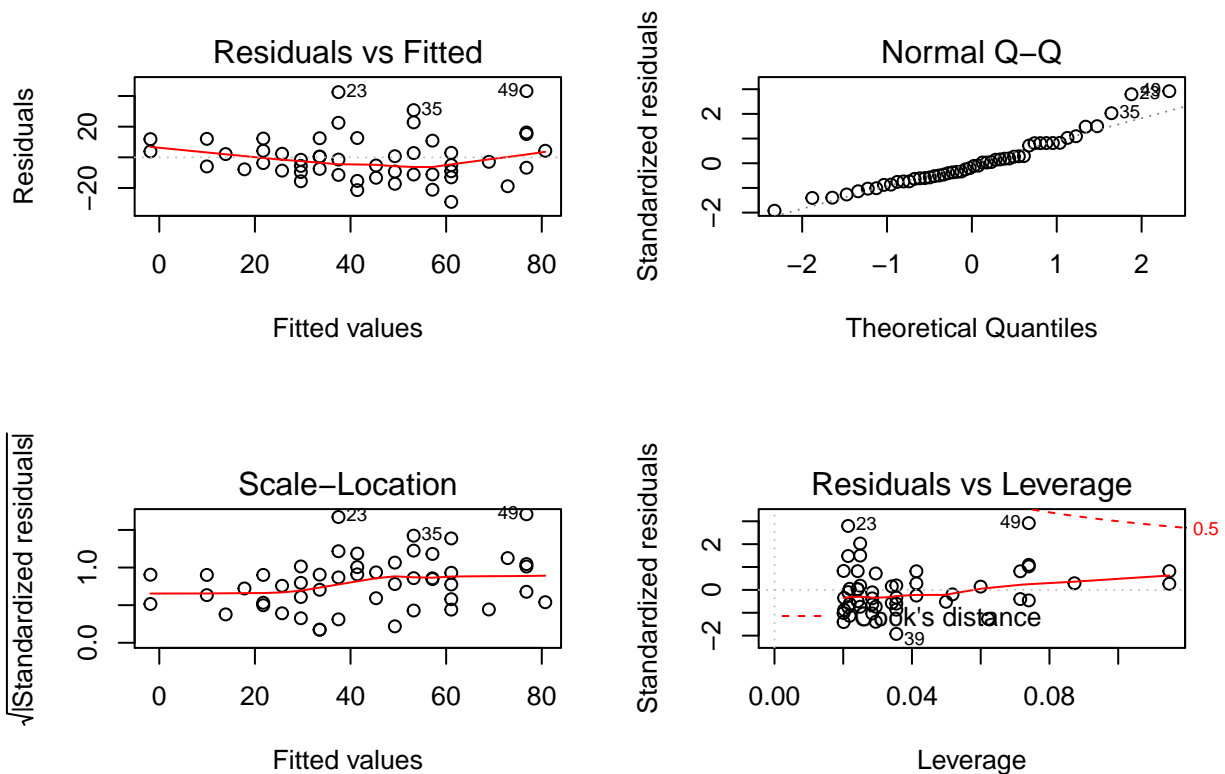 Residuals vs Fitted
Residuals
−20
20
23
35
49
0 20 40 60 80
Fitted values
Normal Q−Q
Standardized residuals
−2
0
2
35
23
49
−2 −1 0 1 2
Theoretical Quantiles
Scale−Location
√|Standardized residuals|
0.0
1.0
23
35
49
0 20 40 60 80
Fitted values
Residuals vs Leverage
Standardized residuals
−2
0
2
23
49
0.5
distance
39
0.00 0.04 0.08
Leverage